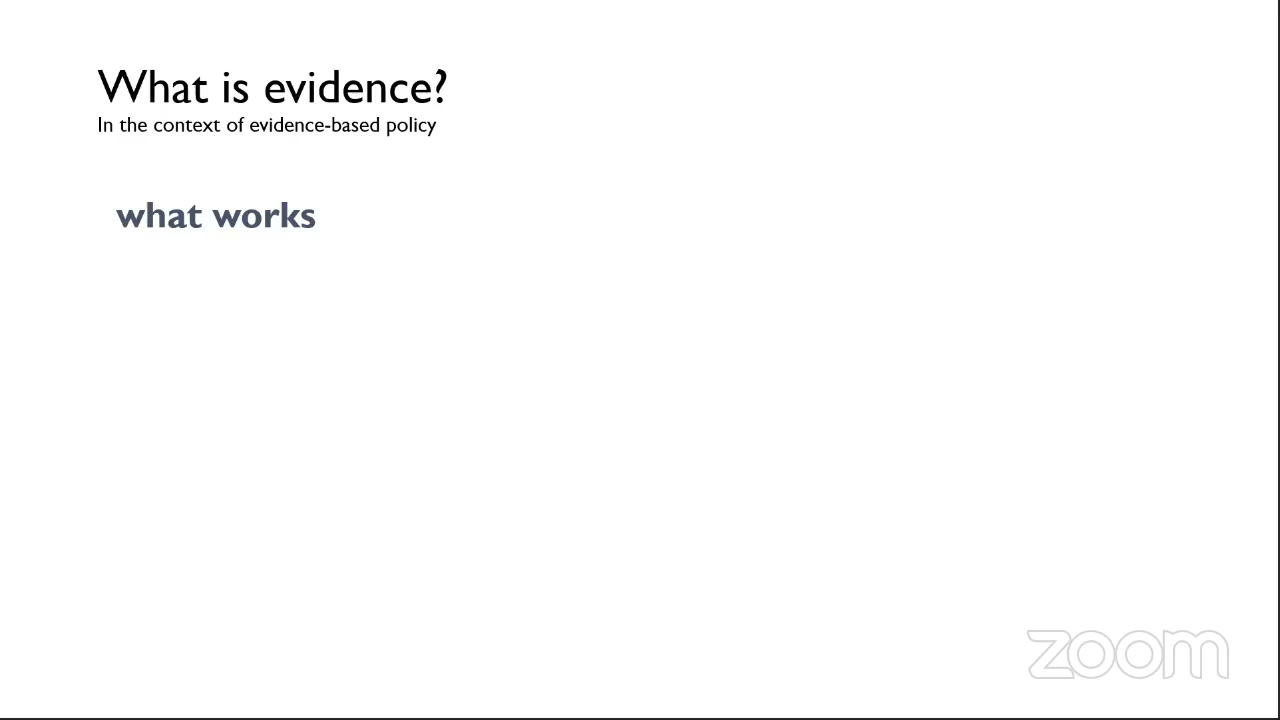 What is evidence?
In the context of evidence-based policy
what works
zoom